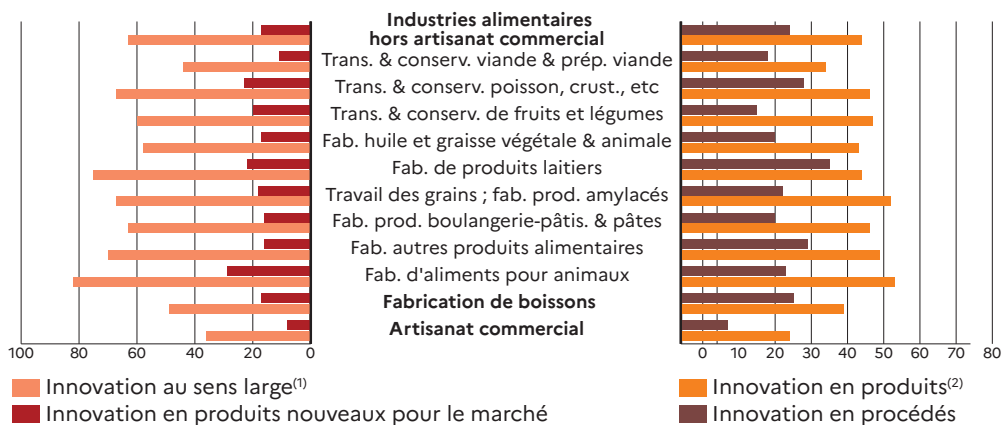 Industries alimentaires
hors artisanat commercial
Trans. & conserv. viande & prép. viande
Trans. & conserv. poisson, crust., etc
Trans. & conserv. de fruits et légumes
Fab. huile et graisse végétale & animale
Fab. de produits laitiers
Travail des grains ; fab. prod. amylacés
Fab. prod. boulangerie-pâtis. & pâtes
Fab. autres produits alimentaires
Fab. d'aliments pour animaux
Fabrication de boissons
Artisanat commercial
100 80 60 40 20 0
0 10 20 30 40 50 60 70 80
Innovation au sens large(1)
Innovation en produits nouveaux pour le marché
Innovation en produits(2)
Innovation en procédés